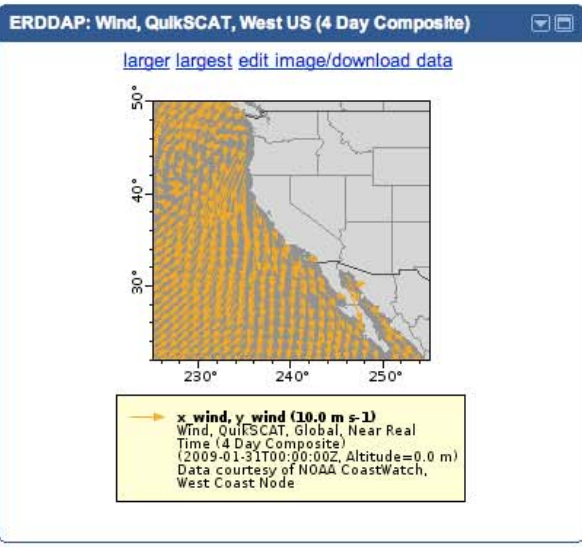 ERDDAP: Wind, QuikSCAT, West US (4 Day Composite)
larger largest edit image/download data
50°
40°
30°
230° 240° 250°
x_wind, y_wind (10.0 m s-1)
Wind, QuikSCAT, Global, Near Real
Time (4 Day Composite)
(2009-01-31T00:00:00Z, Altitude=0.0 m)
Data courtesy of NOAA CoastWatch,
West Coast Node